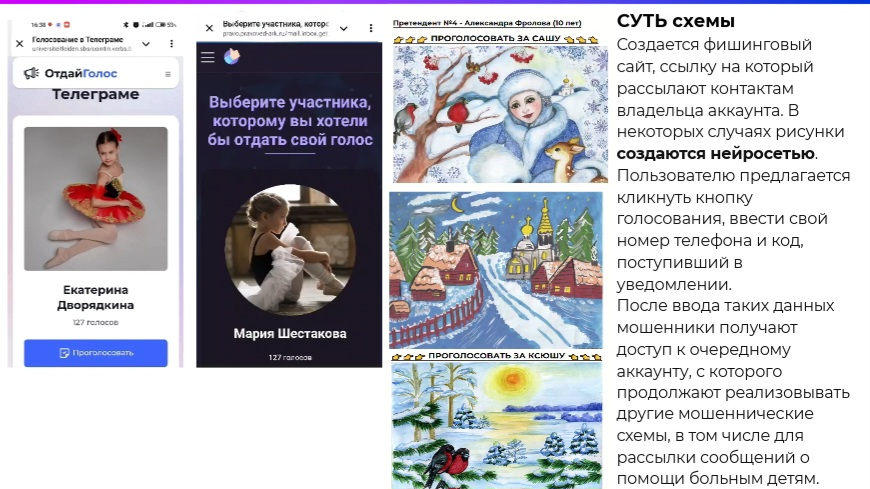 16:38
55%
Голосование в Телеграме
ОтдайГолос
Телеграме
Екатерина
Дворядкина
127 голосов
Проголосовать
Выберите участника, которо
Выберите участника,
которому вы хотели
бы отдать свой голос
Мария Шестакова
127 голосов
Претендент №4 - Александра Фролова (10 лет)
ПРОГОЛОСОВАТЬ ЗА САШУ
ПРОГОЛОСОВАТЬ ЗА КСЮШУ
СУТЬ схемы
Создается фишинговый
сайт, ссылку на который
рассылают контактам
владельца аккаунта. В
некоторых случаях рисунки
создаются нейросетью.
Пользователю предлагается
кликнуть кнопку
голосования, ввести свой
номер телефона и код,
поступивший в
уведомлении.
После ввода таких данных
мошенники получают
доступ к очередному
аккаунту, с которого
продолжают реализовывать
другие мошеннические
схемы, в том числе для
рассылки сообщений о
помощи больным детям.